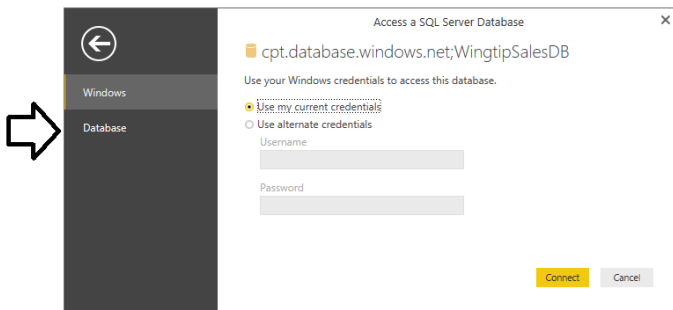 Access a SQL Server Database
cpt.database.windows.net;WingtipSalesDB
Use your Windows credentials to access this database.
Windows
Use my current credentials
Database
Use alternate credentials
Username
Password
Connect
Cancel